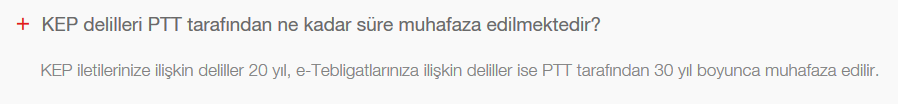 + KEP delilleri PTT tarafından ne kadar süre muhafaza edilmektedir?
KEP iletilerinize ilişkin deliller 20 yıl, e-Tebligatlarınıza ilişkin deliller ise PTT tarafından 30 yıl boyunca muhafaza edilir.